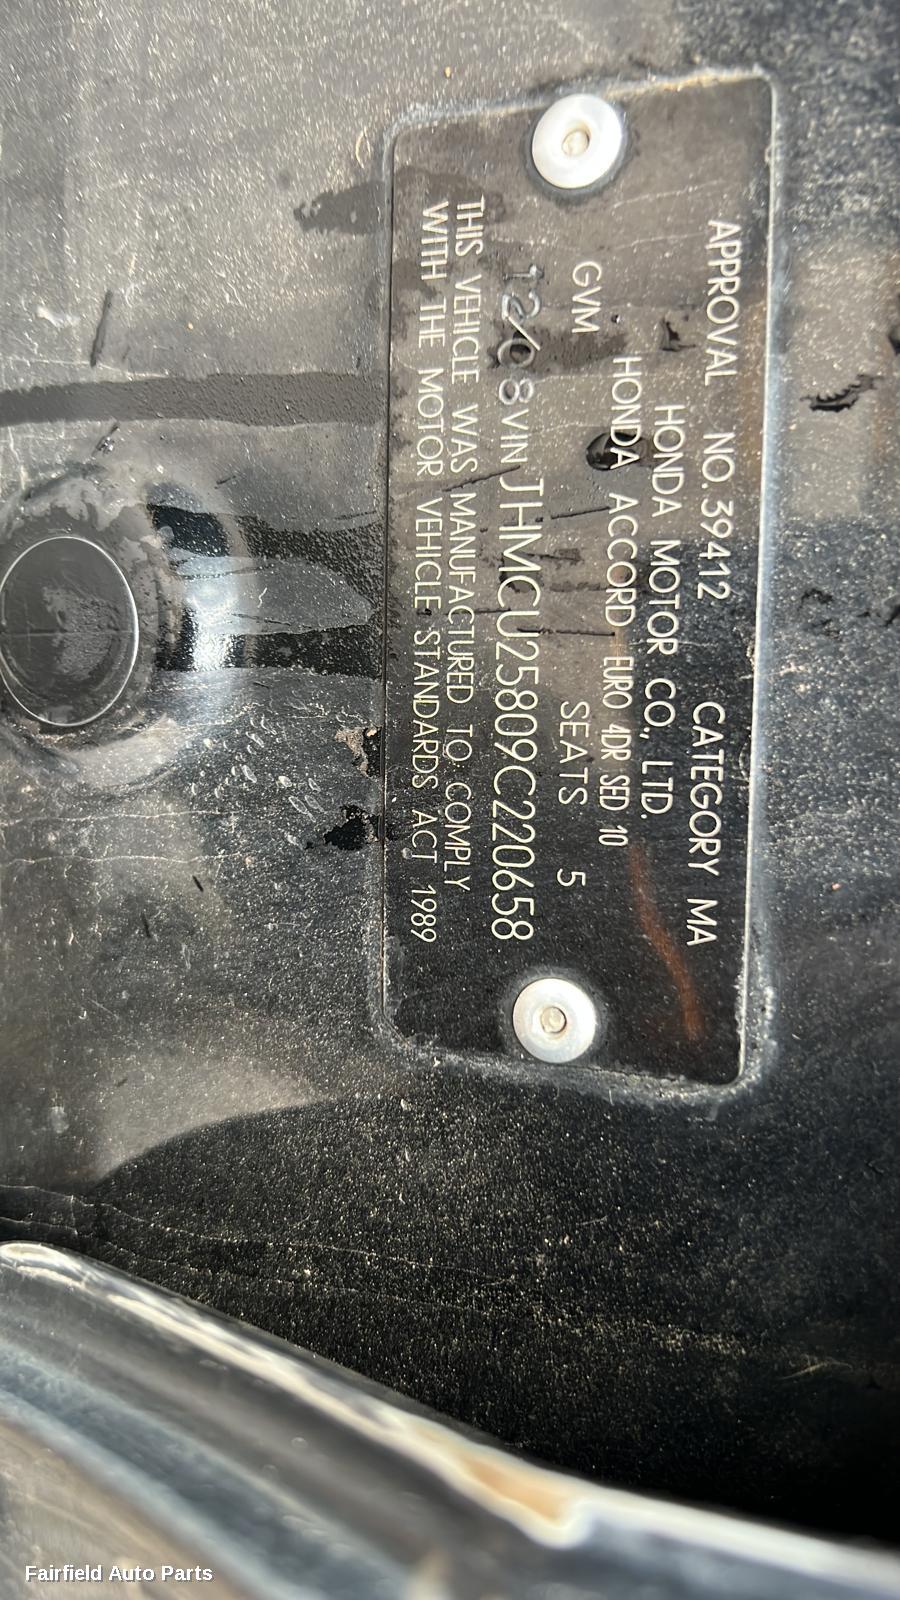 APPROVAL NO. 39412 CATEGORY MA
HONDA MOTOR CO., LTD.
HONDA ACCORD EURO 4DR SED 10
GVM SEATS 5
12/08 VIN JHMCU25809C220658
THIS VEHICLE WAS MANUFACTURED TO COMPLY
WITH THE MOTOR VEHICLE STANDARDS ACT 1989
Fairfield Auto Parts